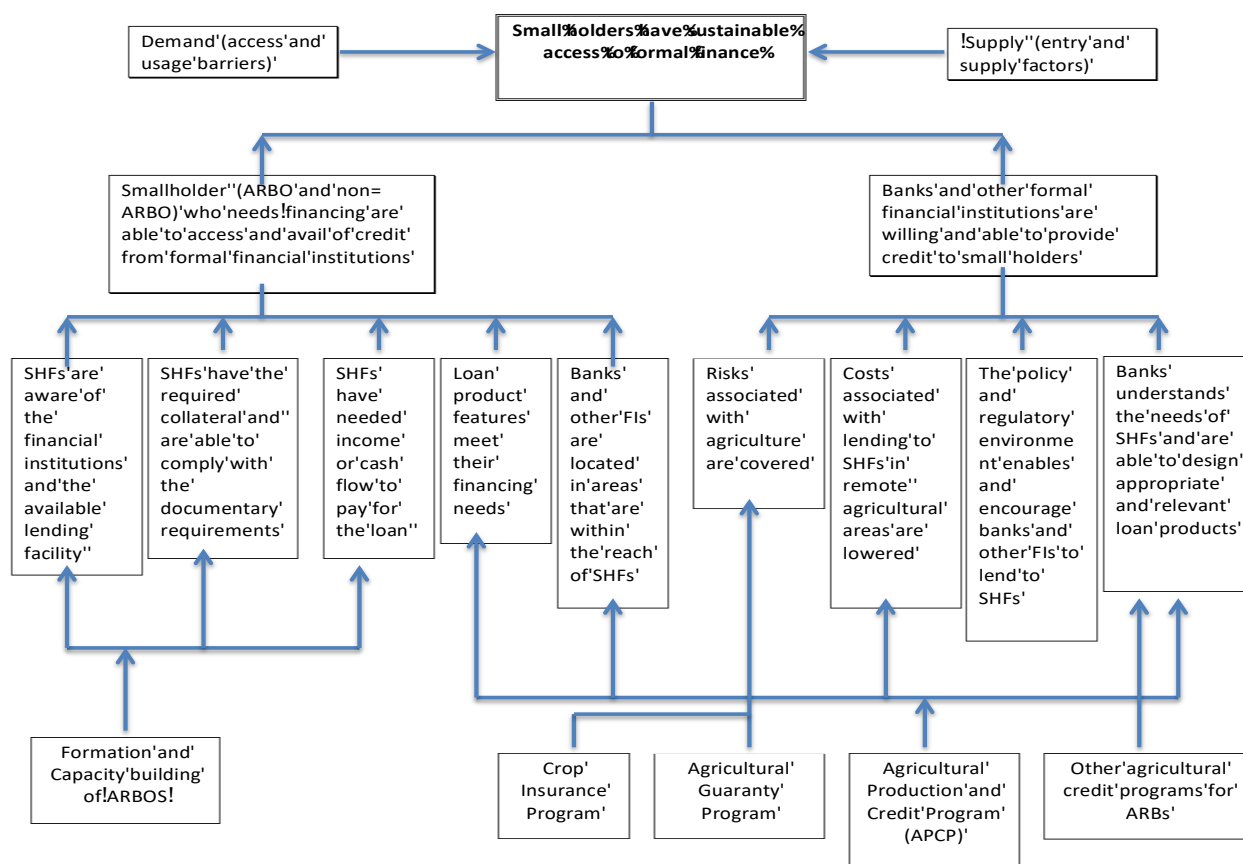 Demand'(access'and'
usage'barriers)'
Small%holders%have%sustainable%
access%to%formal%finance%
!Supply''(entry'and'
supply'factors)'
Smallholder''(ARBO'and'non=
ARBO)'who'needs!financing'are'
able'to'access'and'avail'of'credit'
from'formal'financial'institutions'
Banks'and'other'formal'
financial'institutions'are'
willing'and'able'to'provide'
credit'to'small'holders'
SHFs'are'
aware'of'
the'
financial'
institutions'
and'the'
available'
lending'
facility''
SHFs'have'the'
required'
collateral'and''
are'able'to'
comply'with'
the'
documentary'
requirements'
SHFs'
have'
needed'
income'
or'cash'
flow'to'
pay'for'
the'loan''
Loan'
product'
features'
meet'
their'
financing'
needs'
Banks'
and'
other'FIs'
are'
located'
in'areas'
that'are'
within'
the'reach'
of'SHFs'
Risks'
associated'
with'
agriculture'
are'covered'
Costs'
associated'
with'
lending'to'
SHFs'in'
remote''
agricultural'
areas'are'
lowered'
The'policy'
and'
regulatory'
environme
nt'enables'
and'
encourage'
banks'and'
other'FIs'to'
lend'to'
SHFs'
Banks'
understands'
the'needs'of'
SHFs'and'are'
able'to'design'
appropriate'
and'relevant'
loan'products'
Formation'and'
Capacity'building'
of!ARBOS!
Crop'
Insurance'
Program'
Agricultural'
Guaranty'
Program'
Agricultural'
Production'and'
Credit'Program'
(APCP)'
Other'agricultural'
credit'programs'for'
ARBs'